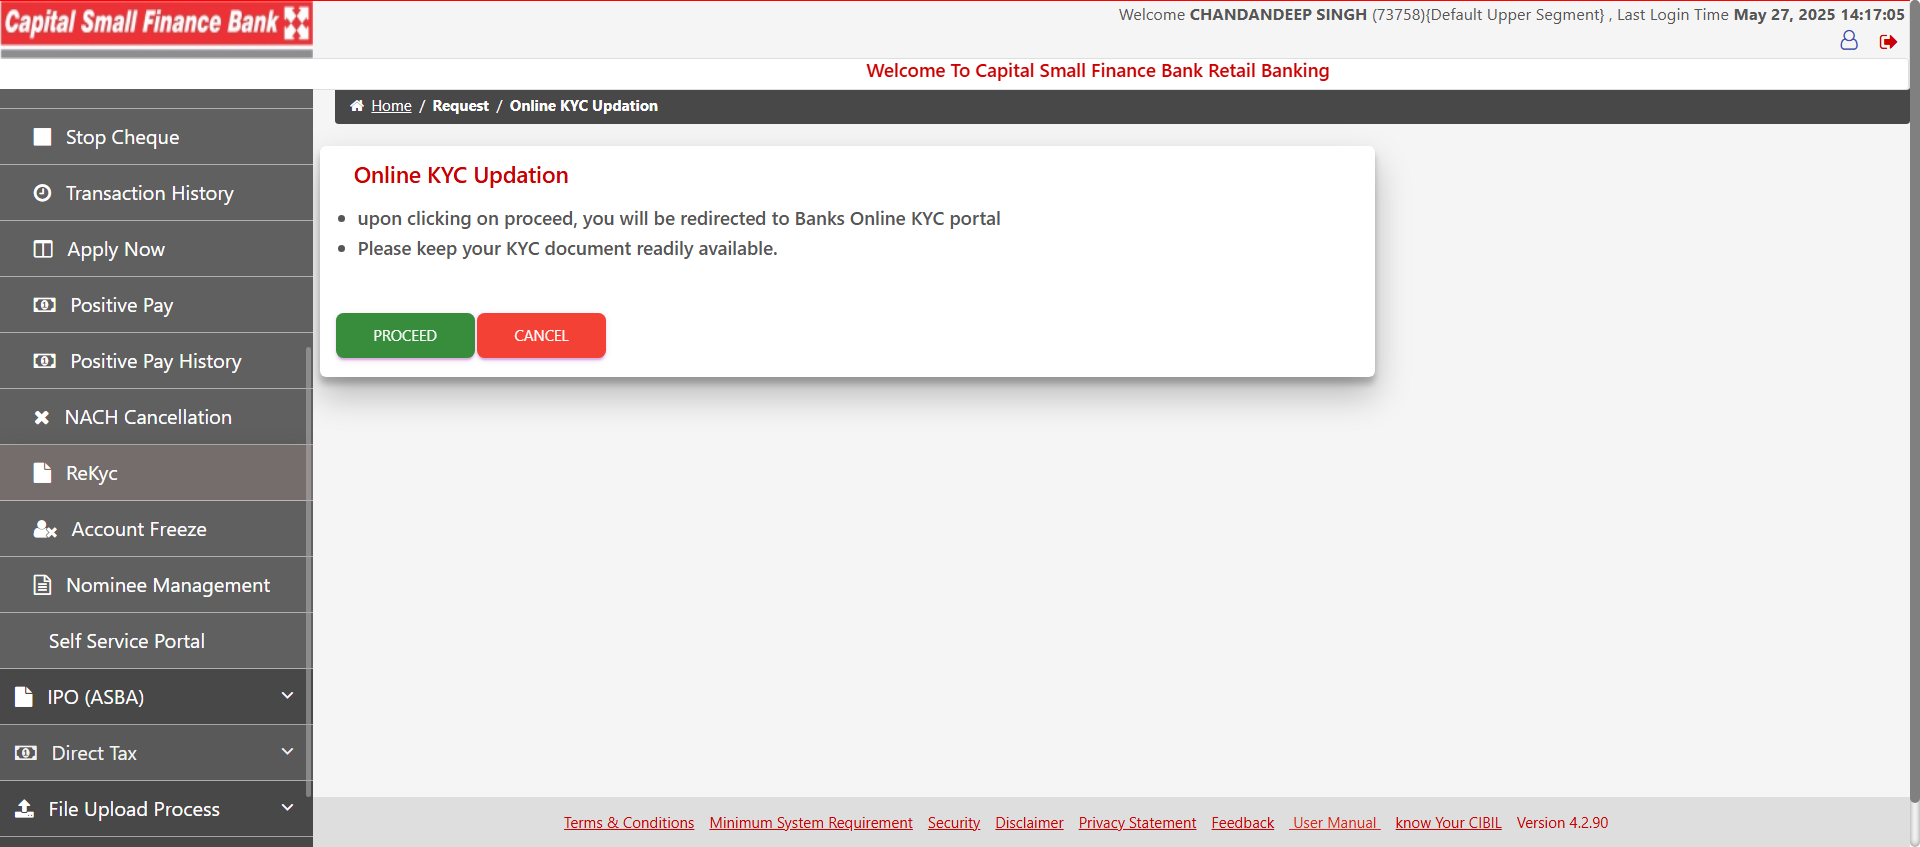 Capital Small Finance Bank
Welcome CHANDANDEEP SINGH (73758){Default Upper Segment} , Last Login Time May 27, 2025 14:17:05
Welcome To Capital Small Finance Bank Retail Banking
Home / Request / Online KYC Updation
Stop Cheque
Transaction History
Apply Now
Positive Pay
Positive Pay History
NACH Cancellation
ReKyc
Account Freeze
Nominee Management
Self Service Portal
IPO (ASBA)
Direct Tax
File Upload Process
Online KYC Updation
upon clicking on proceed, you will be redirected to Banks Online KYC portal
Please keep your KYC document readily available.
PROCEED CANCEL
Terms & Conditions Minimum System Requirement Security Disclaimer Privacy Statement Feedback User Manual know Your CIBIL Version 4.2.90